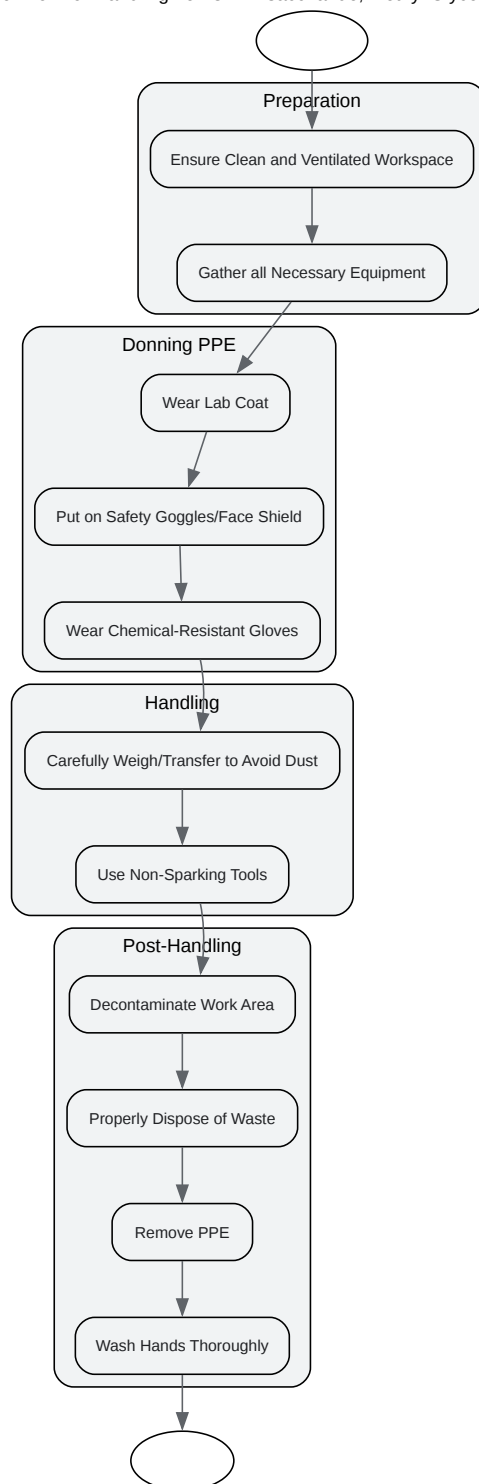 Preparation
Ensure Clean and Ventilated Workspace
Gather all Necessary Equipment
Donning PPE
Wear Lab Coat
Put on Safety Goggles/Face Shield
Wear Chemical-Resistant Gloves
Handling
Carefully Weigh/Transfer to Avoid Dust
Use Non-Sparking Tools
Post-Handling
Decontaminate Work Area
Properly Dispose of Waste
Remove PPE
Wash Hands Thoroughly